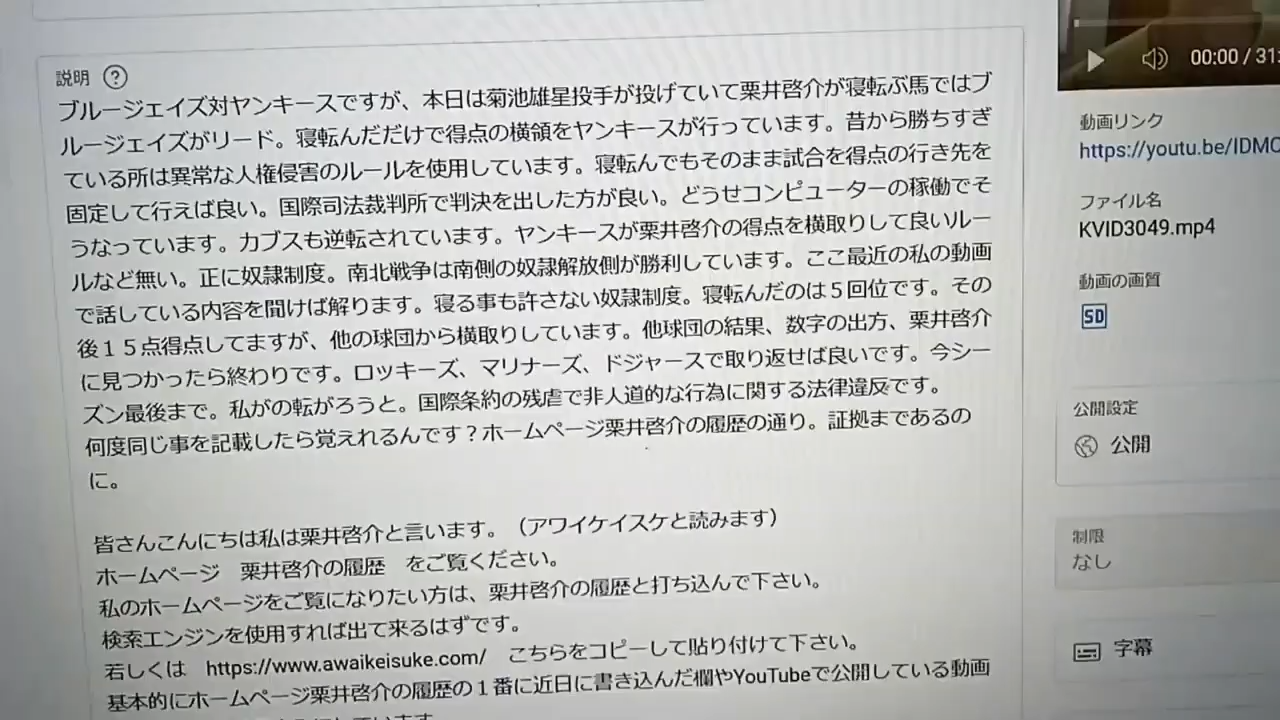 説明 ?
ブルージェイズ対ヤンキースですが、本日は菊池雄星投手が投げていて栗井啓介が寝転ぶ馬ではブ
ルージェイズがリード。寝転んだだけで得点の横領をヤンキースが行っています。昔から勝ちすぎ
ている所は異常な人権侵害のルールを使用しています。寝転んでもそのまま試合を得点の行き先を
固定して行えば良い。国際司法裁判所で判決を出した方が良い。どうせコンピューターの稼働でそ
うなっています。カブスも逆転されています。ヤンキースが栗井啓介の得点を横取りして良いルー
ルなど無い。正に奴隷制度。南北戦争は南側の奴隷解放側が勝利しています。ここ最近の私の動画
で話している内容を聞けば解ります。寝る事も許さない奴隷制度。寝転んだのは５回位です。その
後１５点得点してますが、他の球団から横取りしています。他球団の結果、数字の出方、栗井啓介
に見つかったら終わりです。ロッキーズ、マリナーズ、ドジャースで取り返せば良いです。今シー
ズン最後まで。私がの転がろうと。国際条約の残虐で非人道的な行為に関する法律違反です。
何度同じ事を記載したら覚えれるんです？ホームページ栗井啓介の履歴の通り。証拠まであるの
に。
皆さんこんにちは私は栗井啓介と言います。（アワイケイスケと読みます）
ホームページ　栗井啓介の履歴　をご覧ください。
私のホームページをご覧になりたい方は、栗井啓介の履歴と打ち込んで下さい。
検索エンジンを使用すれば出て来るはずです。
若しくは　https://www.awaikeisuke.com/　こちらをコピーして貼り付けて下さい。
基本的にホームページ栗井啓介の履歴の１番に近日に書き込んだ欄やYouTubeで公開している動画
00:00 / 31:
動画リンク
https://youtu.be/IDMC
ファイル名
KVID3049.mp4
動画の画質
SD
公開設定
公開
制限
なし
字幕